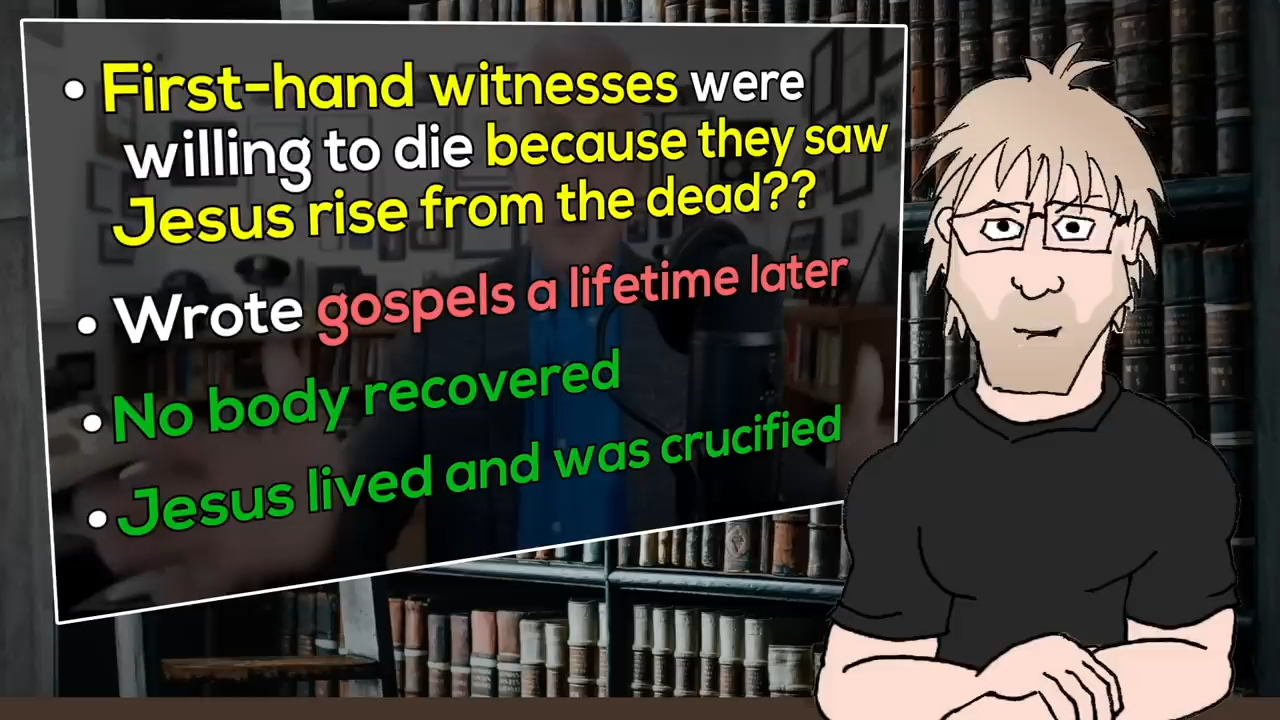 • First-hand witnesses were
willing to die because they saw
Jesus rise from the dead??
• Wrote gospels a lifetime later
• No body recovered
• Jesus lived and was crucified